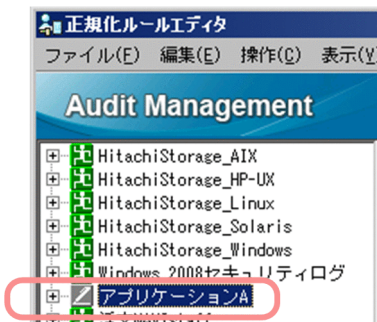 正規化ルールエディタ
ファイル(F) 編集(E) 操作(C) 表示(V
Audit Management
HitachiStorage_AIX
HitachiStorage_HP-UX
HitachiStorage_Linux
HitachiStorage_Solaris
HitachiStorage_Windows
Windows 2008セキュリティログ
アプリケーションA